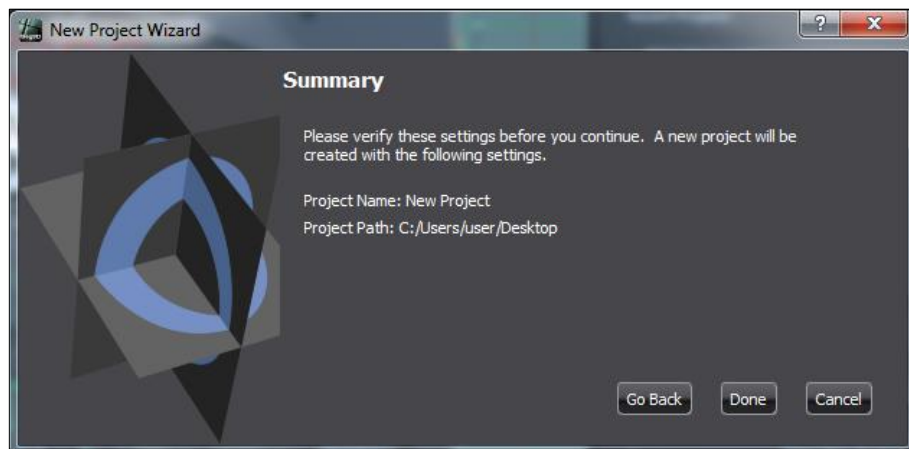 New Project Wizard
?
X
Summary
Please verify these settings before you continue.  A new project will be
created with the following settings.
Project Name: New Project
Project Path: C:/Users/user/Desktop
Go Back
Done
Cancel